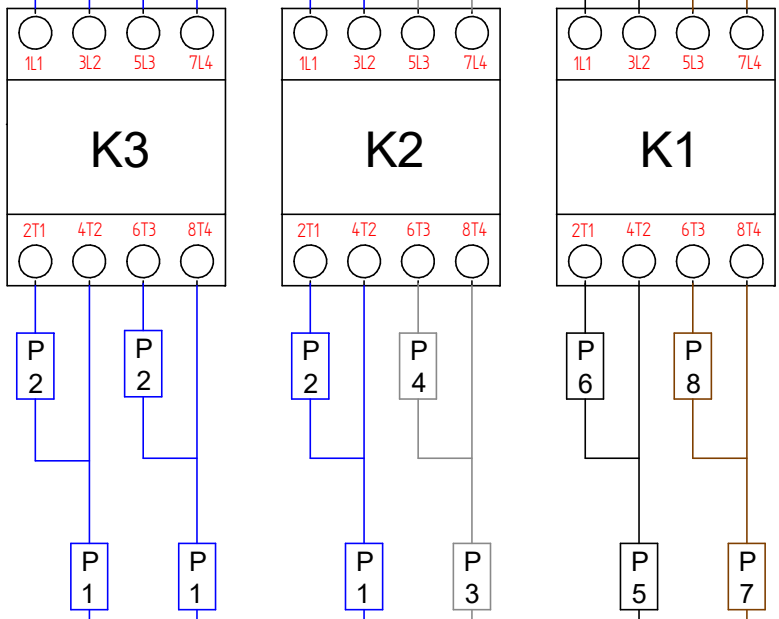 1L1 3L2 5L3 7L4 1L1 3L2 5L3 7L4 1L1 3L2 5L3 7L4
K3 K2 K1
2T1 4T2 6T3 8T4 2T1 4T2 6T3 8T4 2T1 4T2 6T3 8T4
P P P P P P
2 2 2 4 6 8
P P P P P P
1 1 1 3 5 7